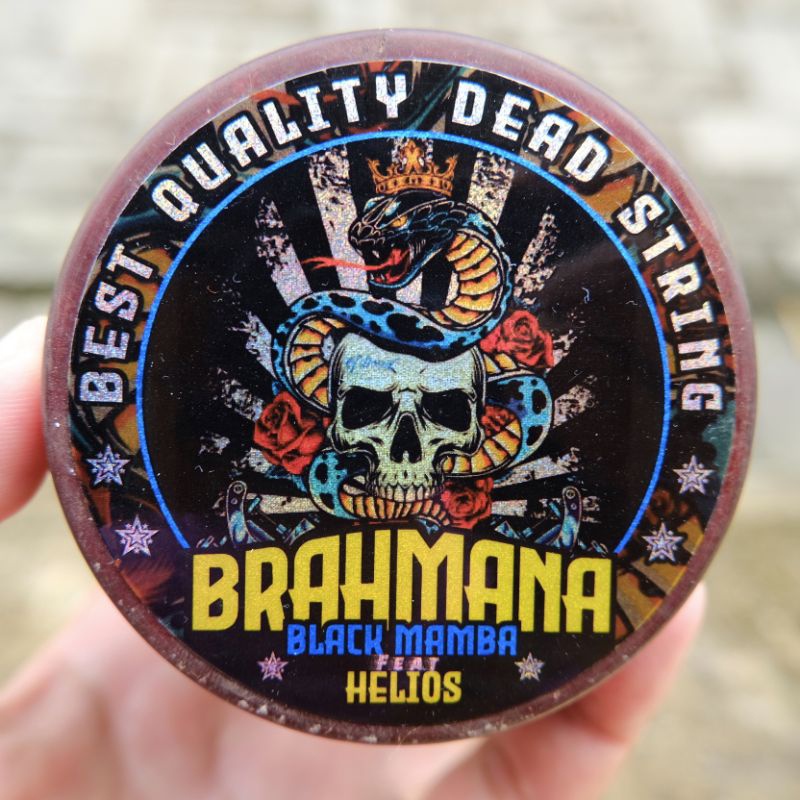 BEST QUALITY DEAD STRING
BRAHMANA
BLACK MAMBA
FEAT
HELIOS